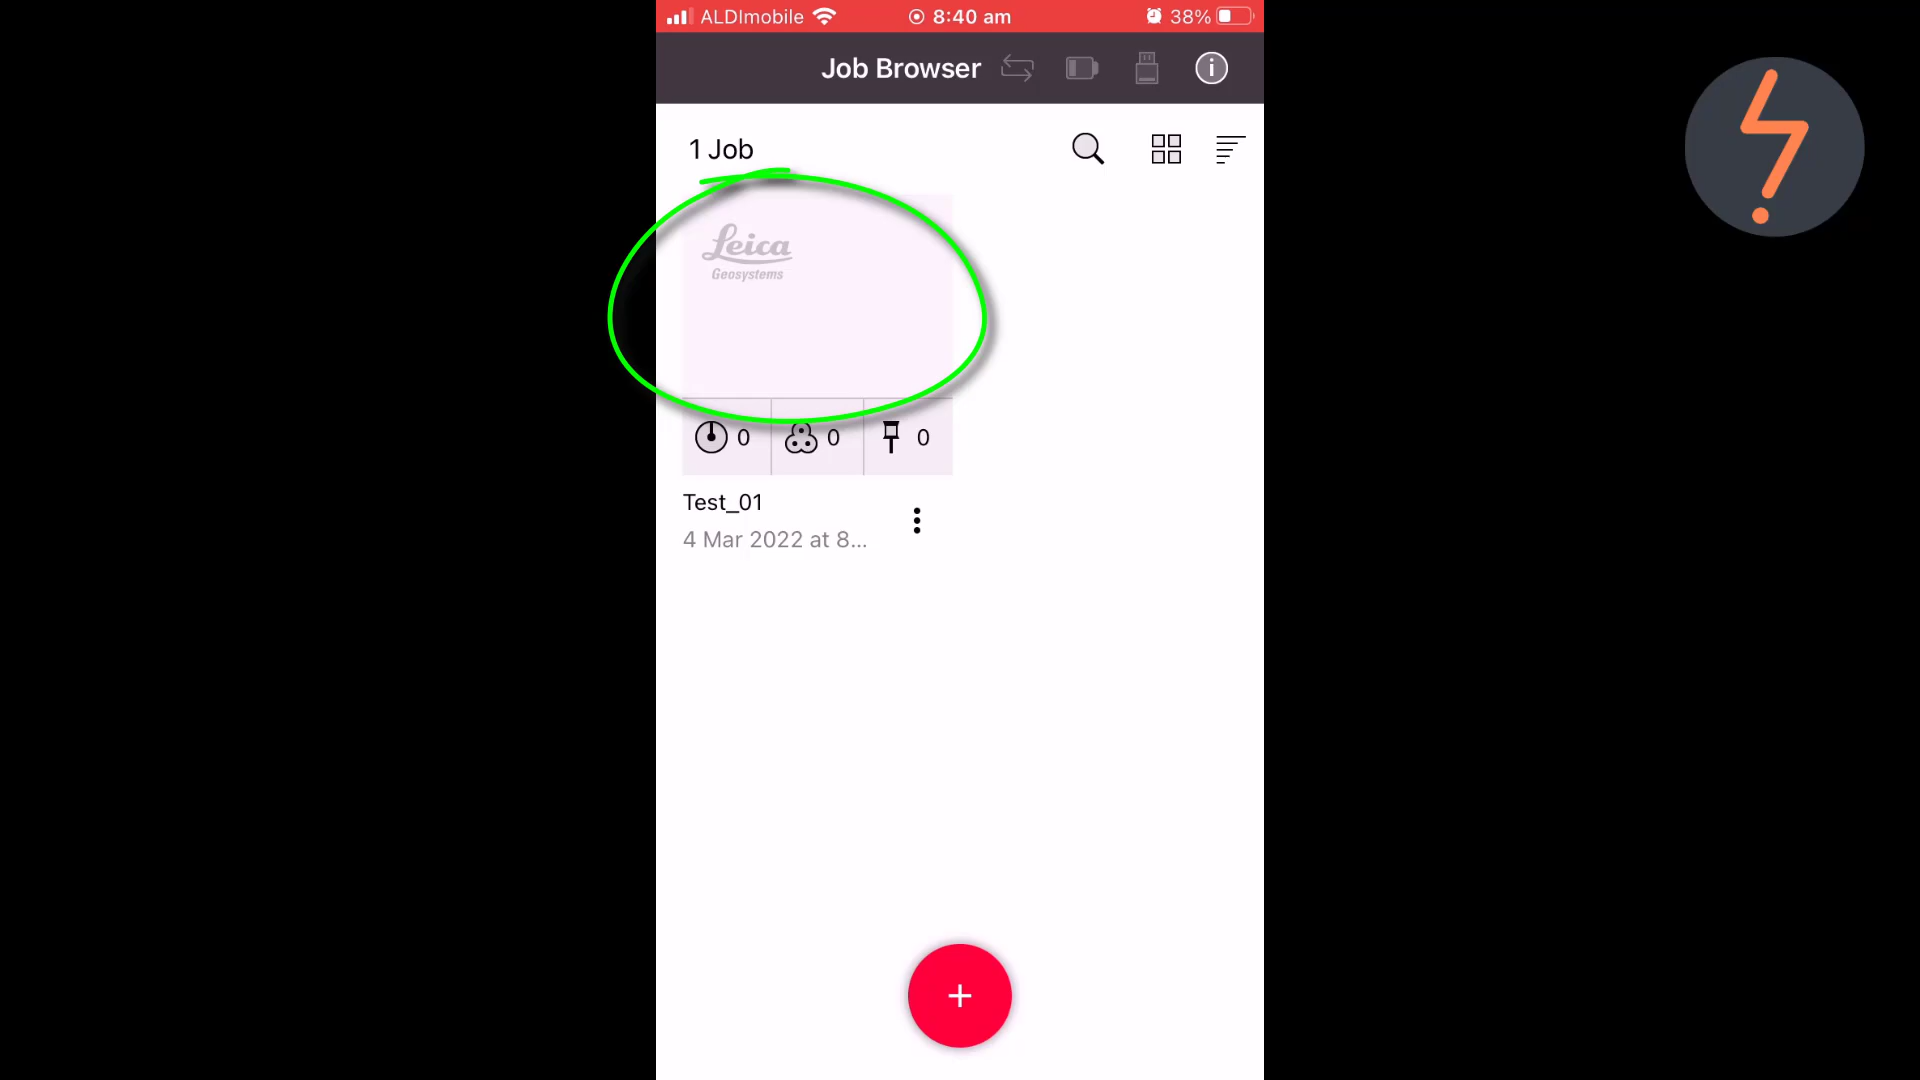 ALDImobile 8:40 am 38%
Job Browser
1 Job
Leica
Geosystems
0 0 0
Test_01
4 Mar 2022 at 8...